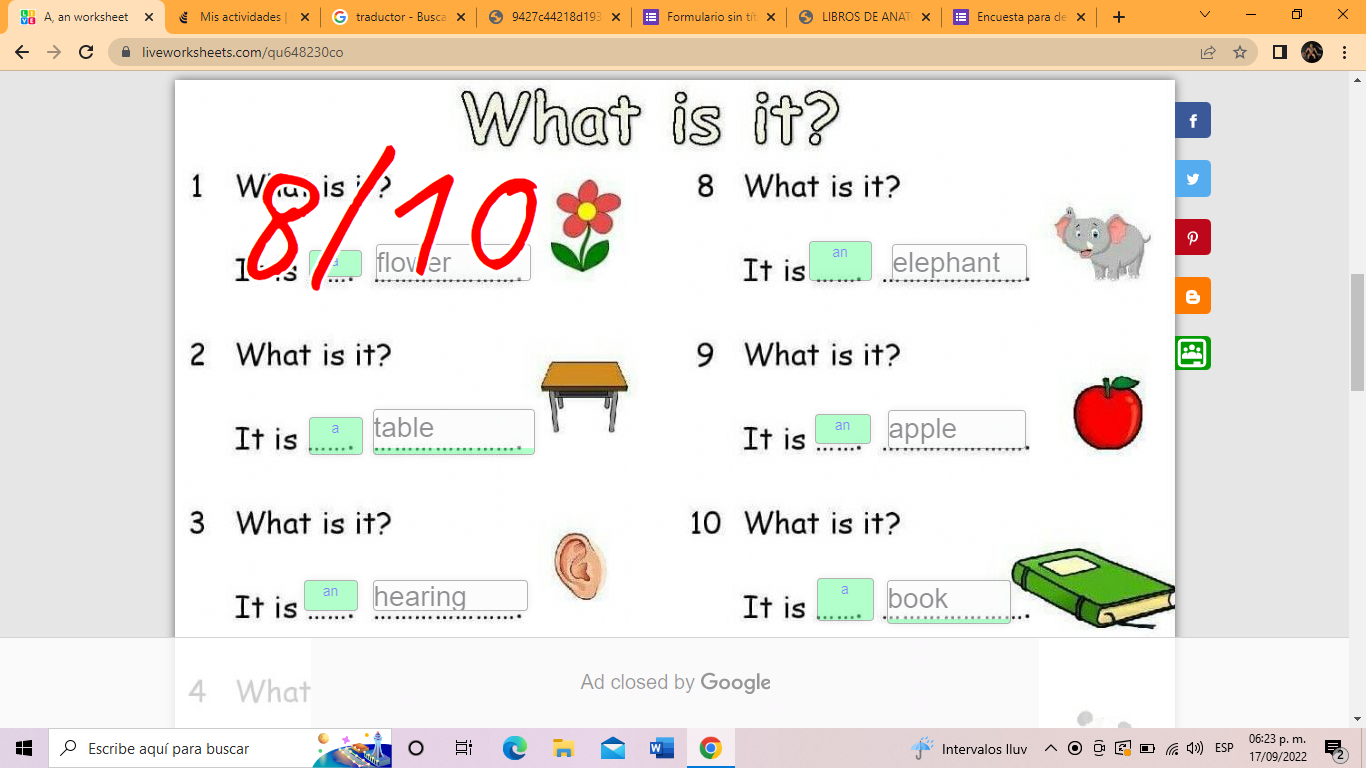 A, an worksheet
Mis actividades |
traductor - Busca
9427c44218d193
Formulario sin tít
LIBROS DE ANAT
Encuesta para de
liveworksheets.com/qu648230co
What is it?
8/10
1 What is it?
It is a flower
2 What is it?
It is a table
3 What is it?
It is an hearing
4 What
8 What is it?
It is an elephant
9 What is it?
It is an apple
10 What is it?
It is a book
Ad closed by Google
Escribe aquí para buscar
Intervalos lluv
ESP
06:23 p. m.
17/09/2022
2